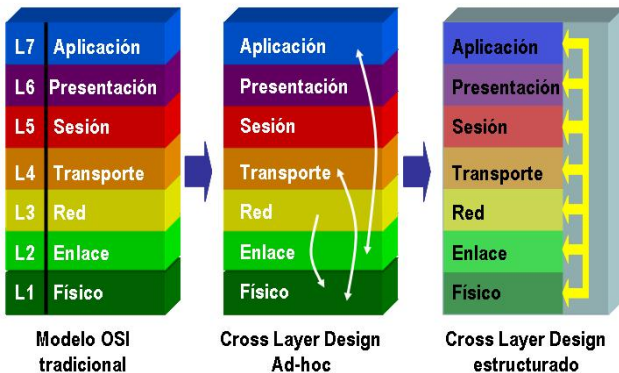 L7 Aplicación
L6 Presentación
L5 Sesión
L4 Transporte
L3 Red
L2 Enlace
L1 Físico
Modelo OSI
tradicional
Aplicación
Presentación
Sesión
Transporte
Red
Enlace
Físico
Cross Layer Design
Ad-hoc
Aplicación
Presentación
Sesión
Transporte
Red
Enlace
Físico
Cross Layer Design
estructurado